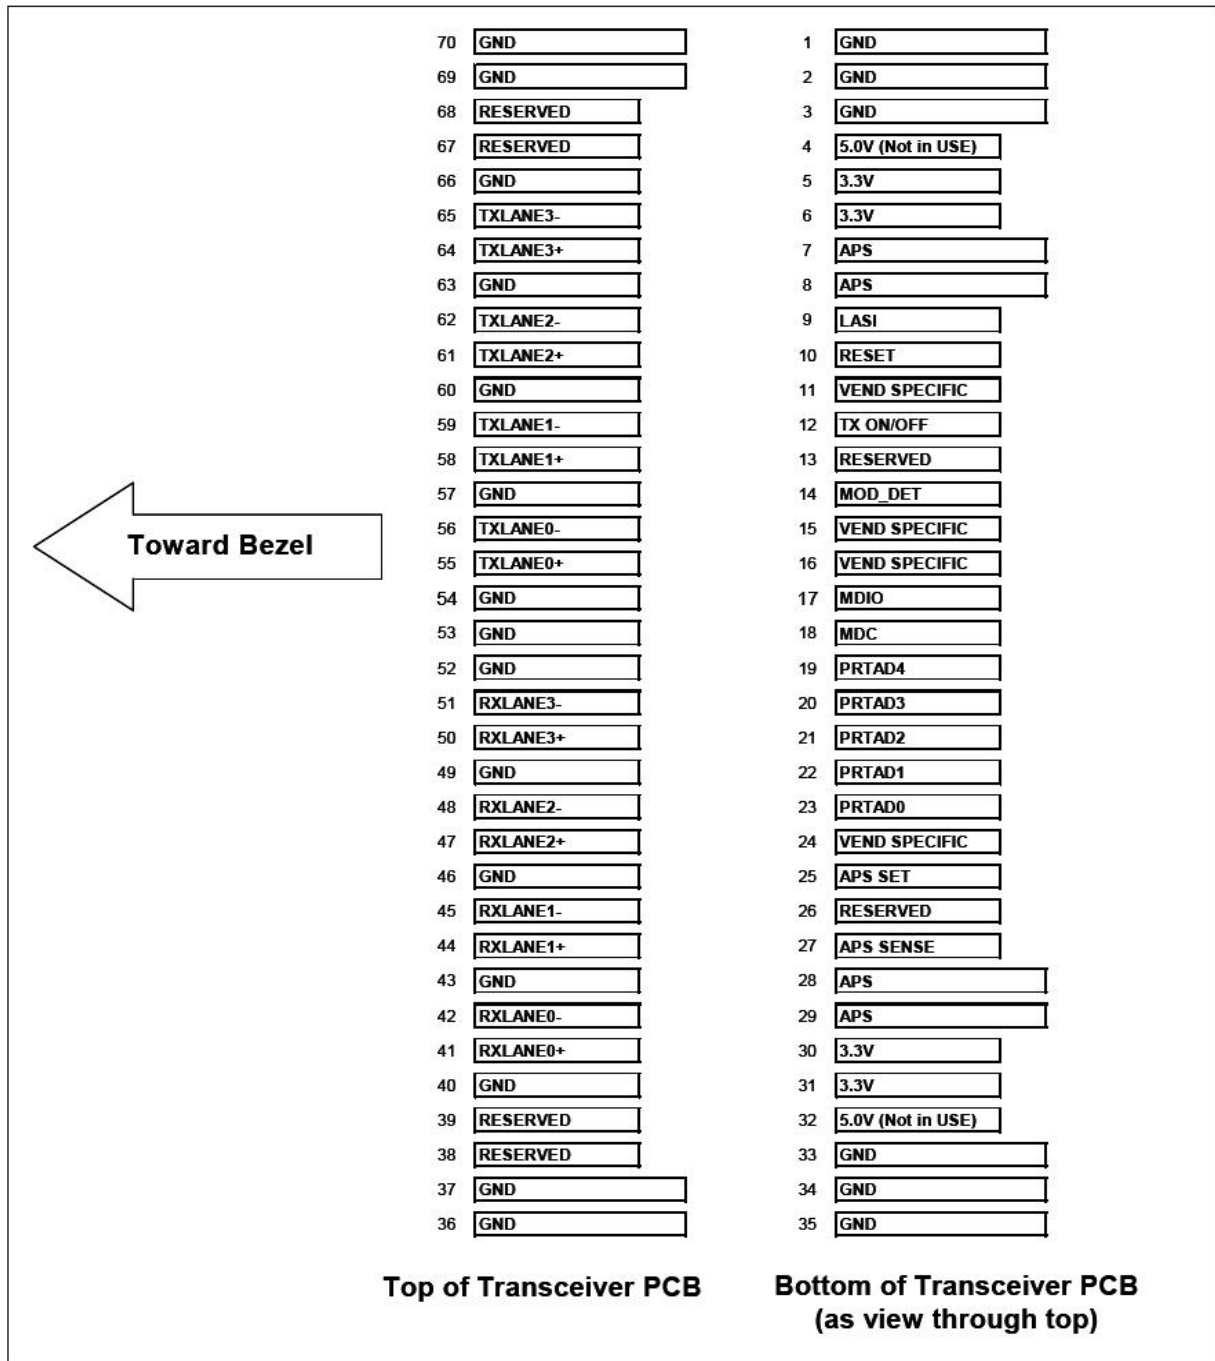 70 GND 1 GND
69 GND 2 GND
68 RESERVED 3 GND
67 RESERVED 4 5.0V (Not in USE)
66 GND 5 3.3V
65 TXLANE3- 6 3.3V
64 TXLANE3+ 7 APS
63 GND 8 APS
62 TXLANE2- 9 LASI
61 TXLANE2+ 10 RESET
60 GND 11 VEND SPECIFIC
59 TXLANE1- 12 TX ON/OFF
58 TXLANE1+ 13 RESERVED
57 GND 14 MOD_DET
56 TXLANE0- 15 VEND SPECIFIC
Toward Bezel
55 TXLANE0+ 16 VEND SPECIFIC
54 GND 17 MDIO
53 GND 18 MDC
52 GND 19 PRTAD4
51 RXLANE3- 20 PRTAD3
50 RXLANE3+ 21 PRTAD2
49 GND 22 PRTAD1
48 RXLANE2- 23 PRTAD0
47 RXLANE2+ 24 VEND SPECIFIC
46 GND 25 APS SET
45 RXLANE1- 26 RESERVED
44 RXLANE1+ 27 APS SENSE
43 GND 28 APS
42 RXLANE0- 29 APS
41 RXLANE0+ 30 3.3V
40 GND 31 3.3V
39 RESERVED 32 5.0V (Not in USE)
38 RESERVED 33 GND
37 GND 34 GND
36 GND 35 GND
Top of Transceiver PCB Bottom of Transceiver PCB
(as view through top)